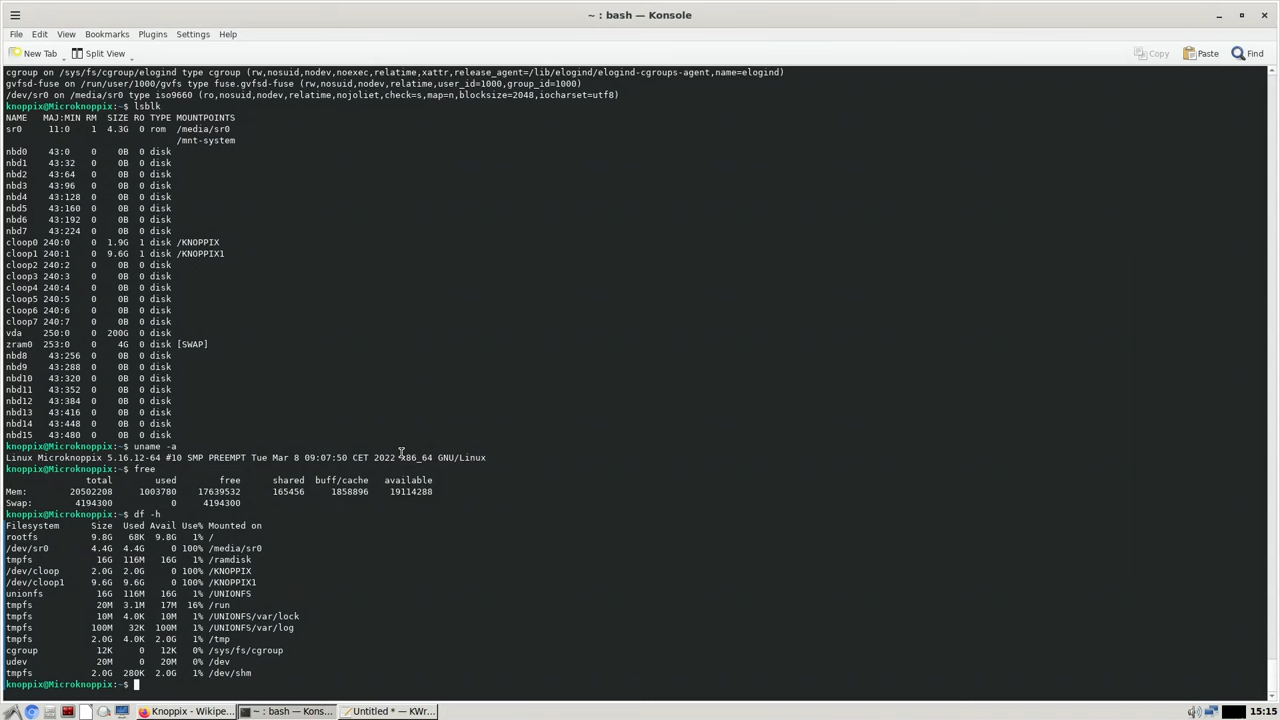 ~ : bash — Konsole
File Edit View Bookmarks Plugins Settings Help
New Tab Split View Copy Paste Find
cgroup on /sys/fs/cgroup/elogind type cgroup (rw,nosuid,nodev,noexec,relatime,xattr,release_agent=/lib/elogind/elogind-cgroups-agent,name=elogind)
gvfsd-fuse on /run/user/1000/gvfs type fuse.gvfsd-fuse (rw,nosuid,nodev,relatime,user_id=1000,group_id=1000)
/dev/sr0 on /media/sr0 type iso9660 (ro,nosuid,nodev,relatime,nojoliet,check=s,map=n,blocksize=2048,iocharset=utf8)
knoppix@Microknoppix:~$ lsblk
NAME MAJ:MIN RM SIZE RO TYPE MOUNTPOINTS
sr0 11:0 1 4.3G 0 rom /media/sr0
/mnt-system
nbd0 43:0 0 0B 0 disk
nbd1 43:32 0 0B 0 disk
nbd2 43:64 0 0B 0 disk
nbd3 43:96 0 0B 0 disk
nbd4 43:128 0 0B 0 disk
nbd5 43:160 0 0B 0 disk
nbd6 43:192 0 0B 0 disk
nbd7 43:224 0 0B 0 disk
cloop0 240:0 0 1.9G 1 disk /KNOPPIX
cloop1 240:1 0 9.6G 1 disk /KNOPPIX1
cloop2 240:2 0 0B 0 disk
cloop3 240:3 0 0B 0 disk
cloop4 240:4 0 0B 0 disk
cloop5 240:5 0 0B 0 disk
cloop6 240:6 0 0B 0 disk
cloop7 240:7 0 0B 0 disk
vda 250:0 0 200G 0 disk
zram0 253:0 0 4G 0 disk [SWAP]
nbd8 43:256 0 0B 0 disk
nbd9 43:288 0 0B 0 disk
nbd10 43:320 0 0B 0 disk
nbd11 43:352 0 0B 0 disk
nbd12 43:384 0 0B 0 disk
nbd13 43:416 0 0B 0 disk
nbd14 43:448 0 0B 0 disk
nbd15 43:480 0 0B 0 disk
knoppix@Microknoppix:~$ uname -a
Linux Microknoppix 5.16.12-64 #10 SMP PREEMPT Tue Mar 8 09:07:50 CET 2022 x86_64 GNU/Linux
knoppix@Microknoppix:~$ free
total used free shared buff/cache available
Mem: 20502208 1003780 17639532 165456 1858896 19114288
Swap: 4194300 0 4194300
knoppix@Microknoppix:~$ df -h
Filesystem Size Used Avail Use% Mounted on
rootfs 9.8G 68K 9.8G 1% /
/dev/sr0 4.4G 4.4G 0 100% /media/sr0
tmpfs 16G 116M 16G 1% /ramdisk
/dev/cloop 2.0G 2.0G 0 100% /KNOPPIX
/dev/cloop1 9.6G 9.6G 0 100% /KNOPPIX1
unionfs 16G 116M 16G 1% /UNIONFS
tmpfs 20M 3.1M 17M 16% /run
tmpfs 10M 4.0K 10M 1% /UNIONFS/var/lock
tmpfs 100M 32K 100M 1% /UNIONFS/var/log
tmpfs 2.0G 4.0K 2.0G 1% /tmp
cgroup 12K 0 12K 0% /sys/fs/cgroup
udev 20M 0 20M 0% /dev
tmpfs 2.0G 280K 2.0G 1% /dev/shm
knoppix@Microknoppix:~$
Knoppix - Wikipe... ~ : bash — Kons... Untitled * — KWr... 15:15